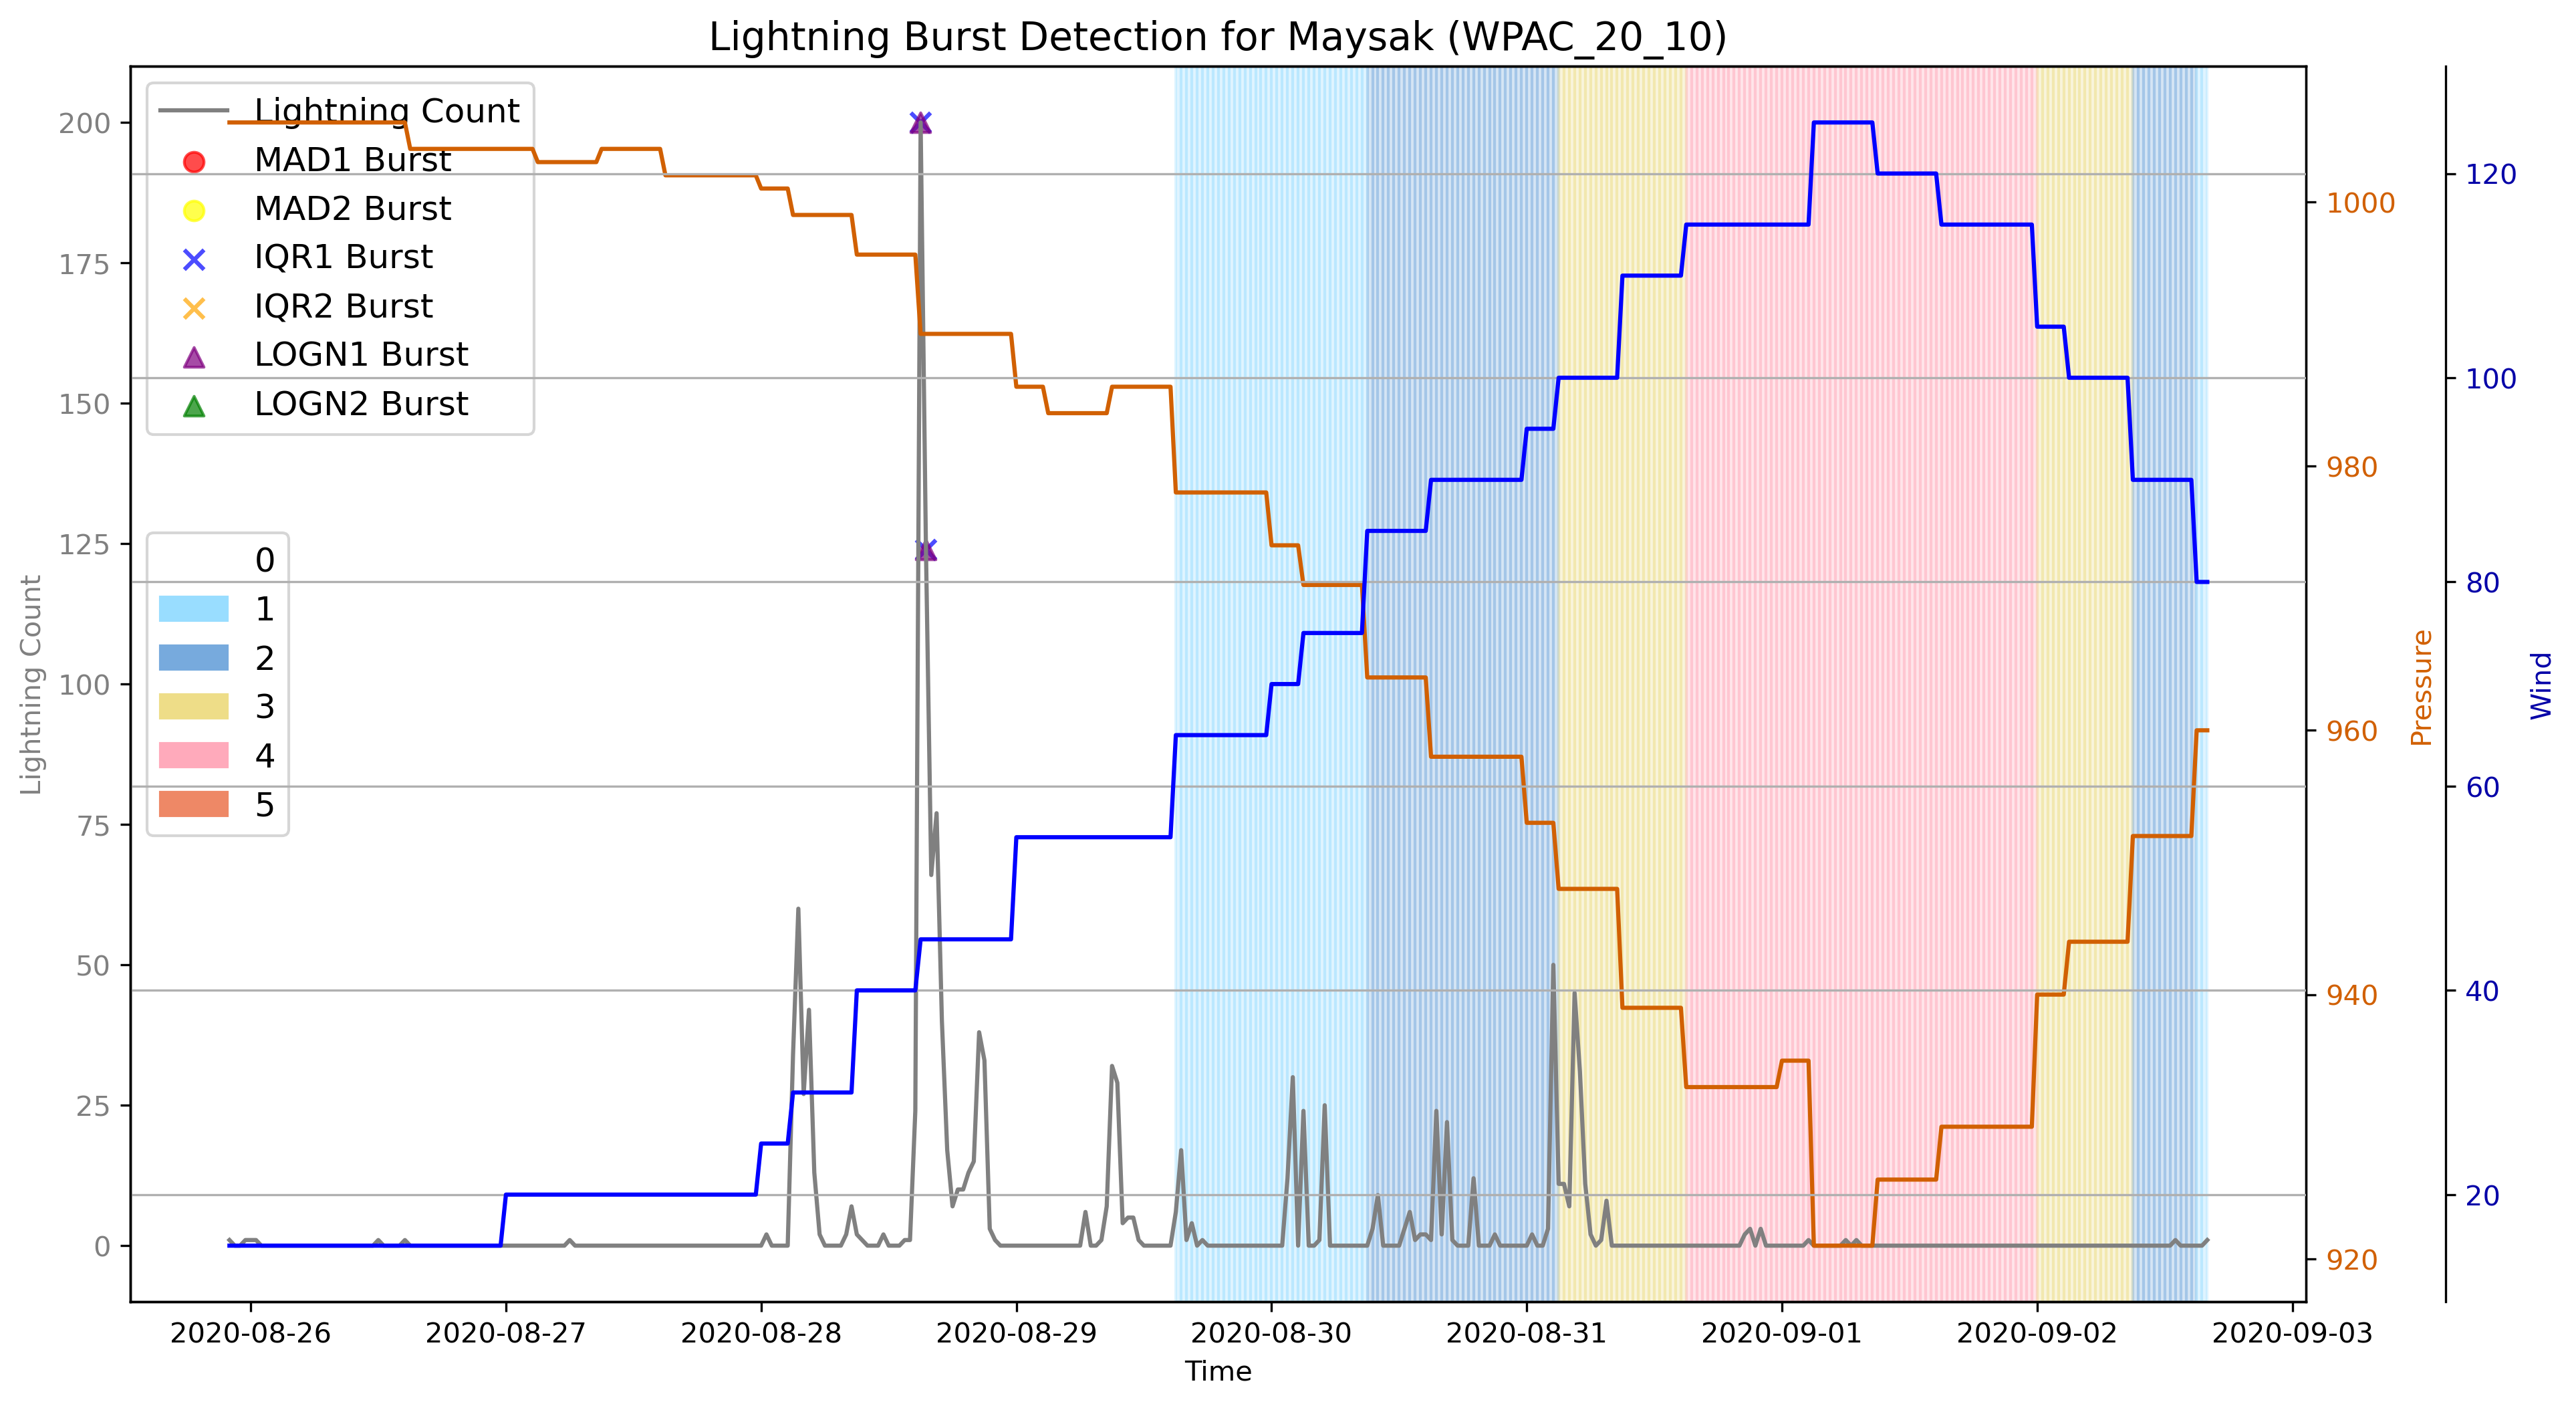 Lightning Burst Detection for Maysak (WPAC_20_10)
Lightning Count
MAD1 Burst
MAD2 Burst
IQR1 Burst
IQR2 Burst
LOGN1 Burst
LOGN2 Burst
0
1
2
3
4
5
Lightning Count
200
175
150
125
100
75
50
25
0
1000
980
960
940
920
Pressure
120
100
80
60
40
20
Wind
2020-08-26 2020-08-27 2020-08-28 2020-08-29 2020-08-30 2020-08-31 2020-09-01 2020-09-02 2020-09-03
Time